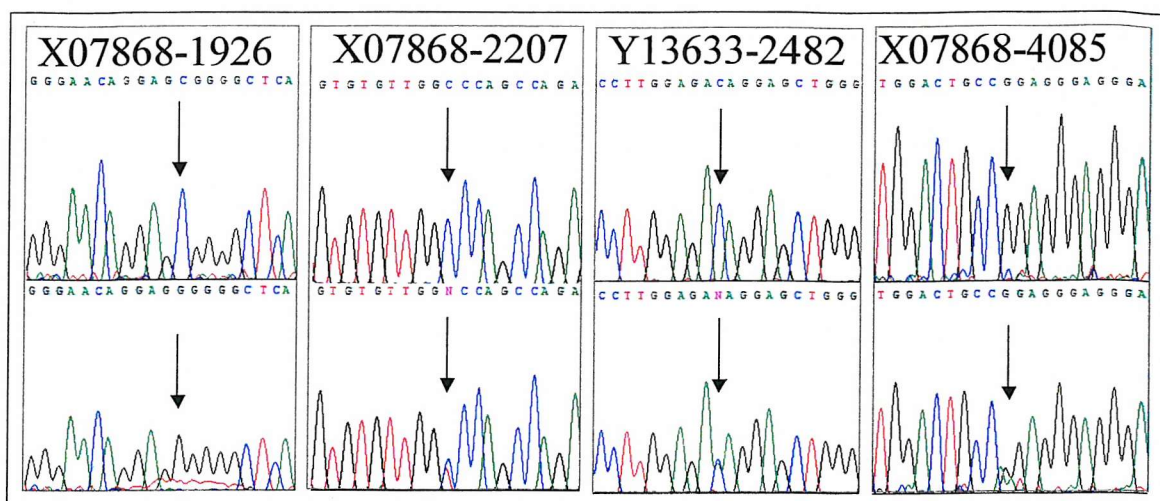 X07868-1926
GGGAACAGGAGCGGGGCTCA
GGGAACAGGAGGGGGGCTCA
X07868-2207
GTGTGTTGGCCCAGCCAGA
GTGTGTTGGNCCAGCCAGA
Y13633-2482
CCTTGGAGACAGGAGCTGGG
CCTTGGAGANAGGAGCTGGG
X07868-4085
TGGACTGCCGGAGGGAGGGA
TGGACTGCCGGAGGGAGGGA